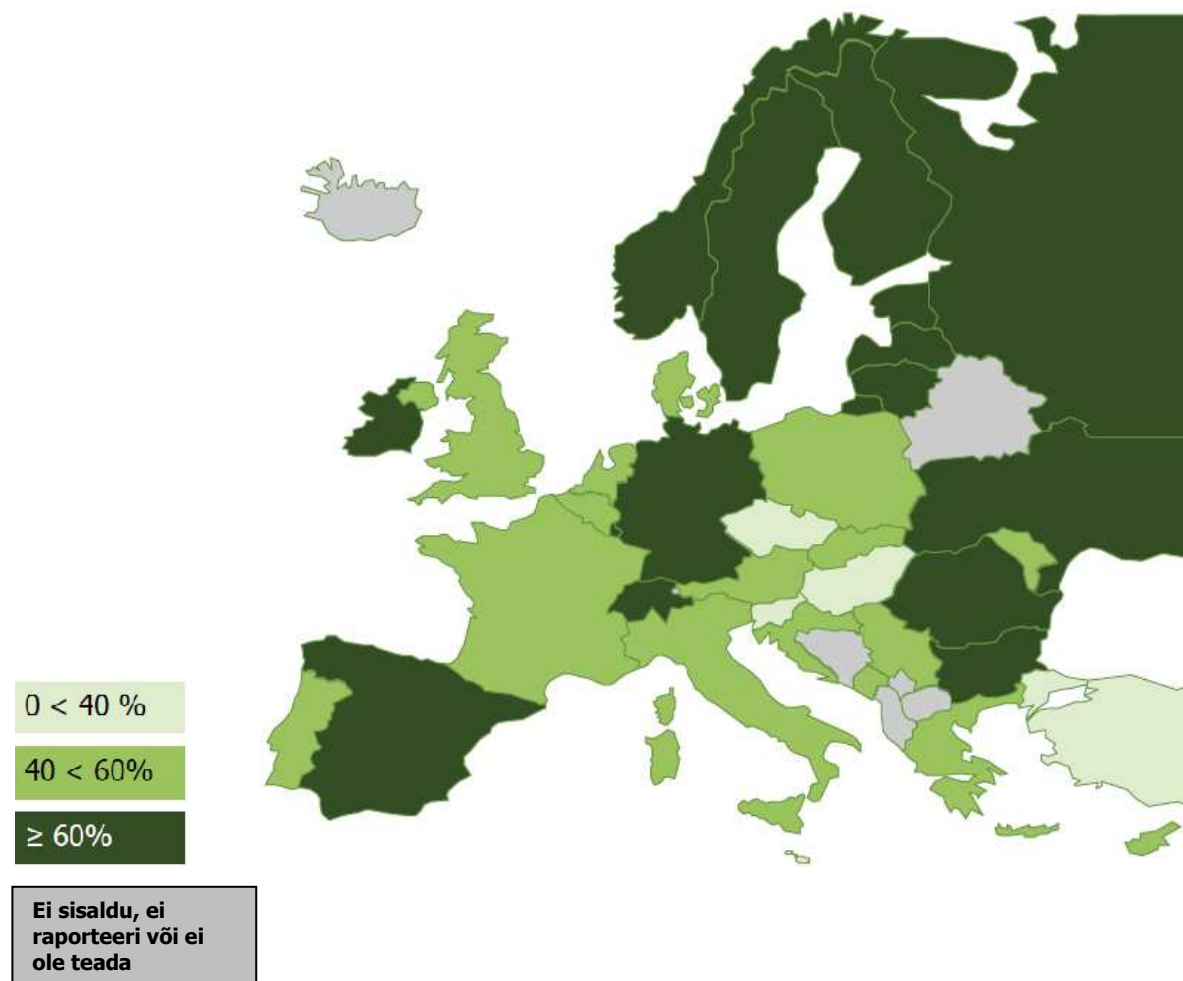 0 < 40 %
40 < 60%
≥ 60%
Ei sisaldu, ei
raporteeri või ei
ole teada